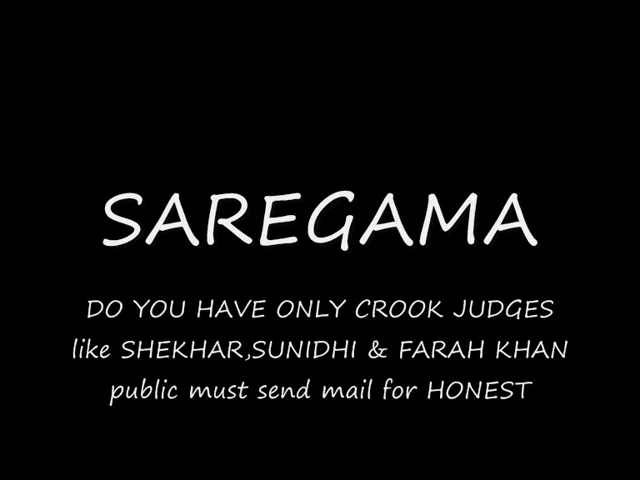 SAREGAMA
DO YOU HAVE ONLY CROOK JUDGES
like SHEKHAR,SUNIDHI & FARAH KHAN
public must send mail for HONEST